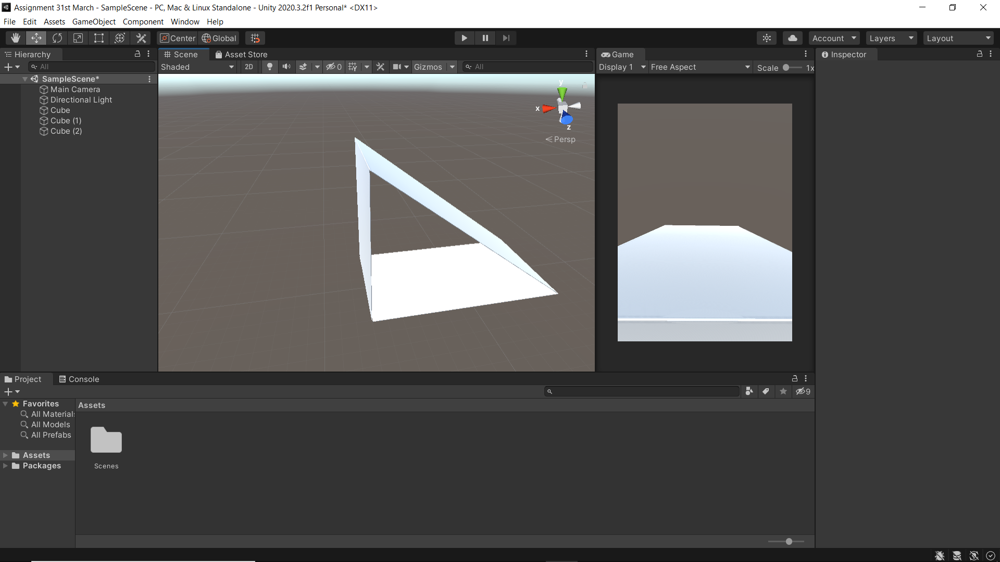 Assignment 31st March - SampleScene - PC, Mac & Linux Standalone - Unity 2020.3.2f1 Personal* <DX11>
File Edit Assets GameObject Component Window Help
Center Global Account Layers Layout
Hierarchy
All
SampleScene*
Main Camera
Directional Light
Cube
Cube (1)
Cube (2)
Scene Asset Store
Shaded 2D 0 Gizmos All
y
x
z
Persp
Game
Display 1 Free Aspect Scale 1x
Inspector
Project Console
9
Favorites
All Materials
All Models
All Prefabs
Assets
Packages
Assets
Scenes